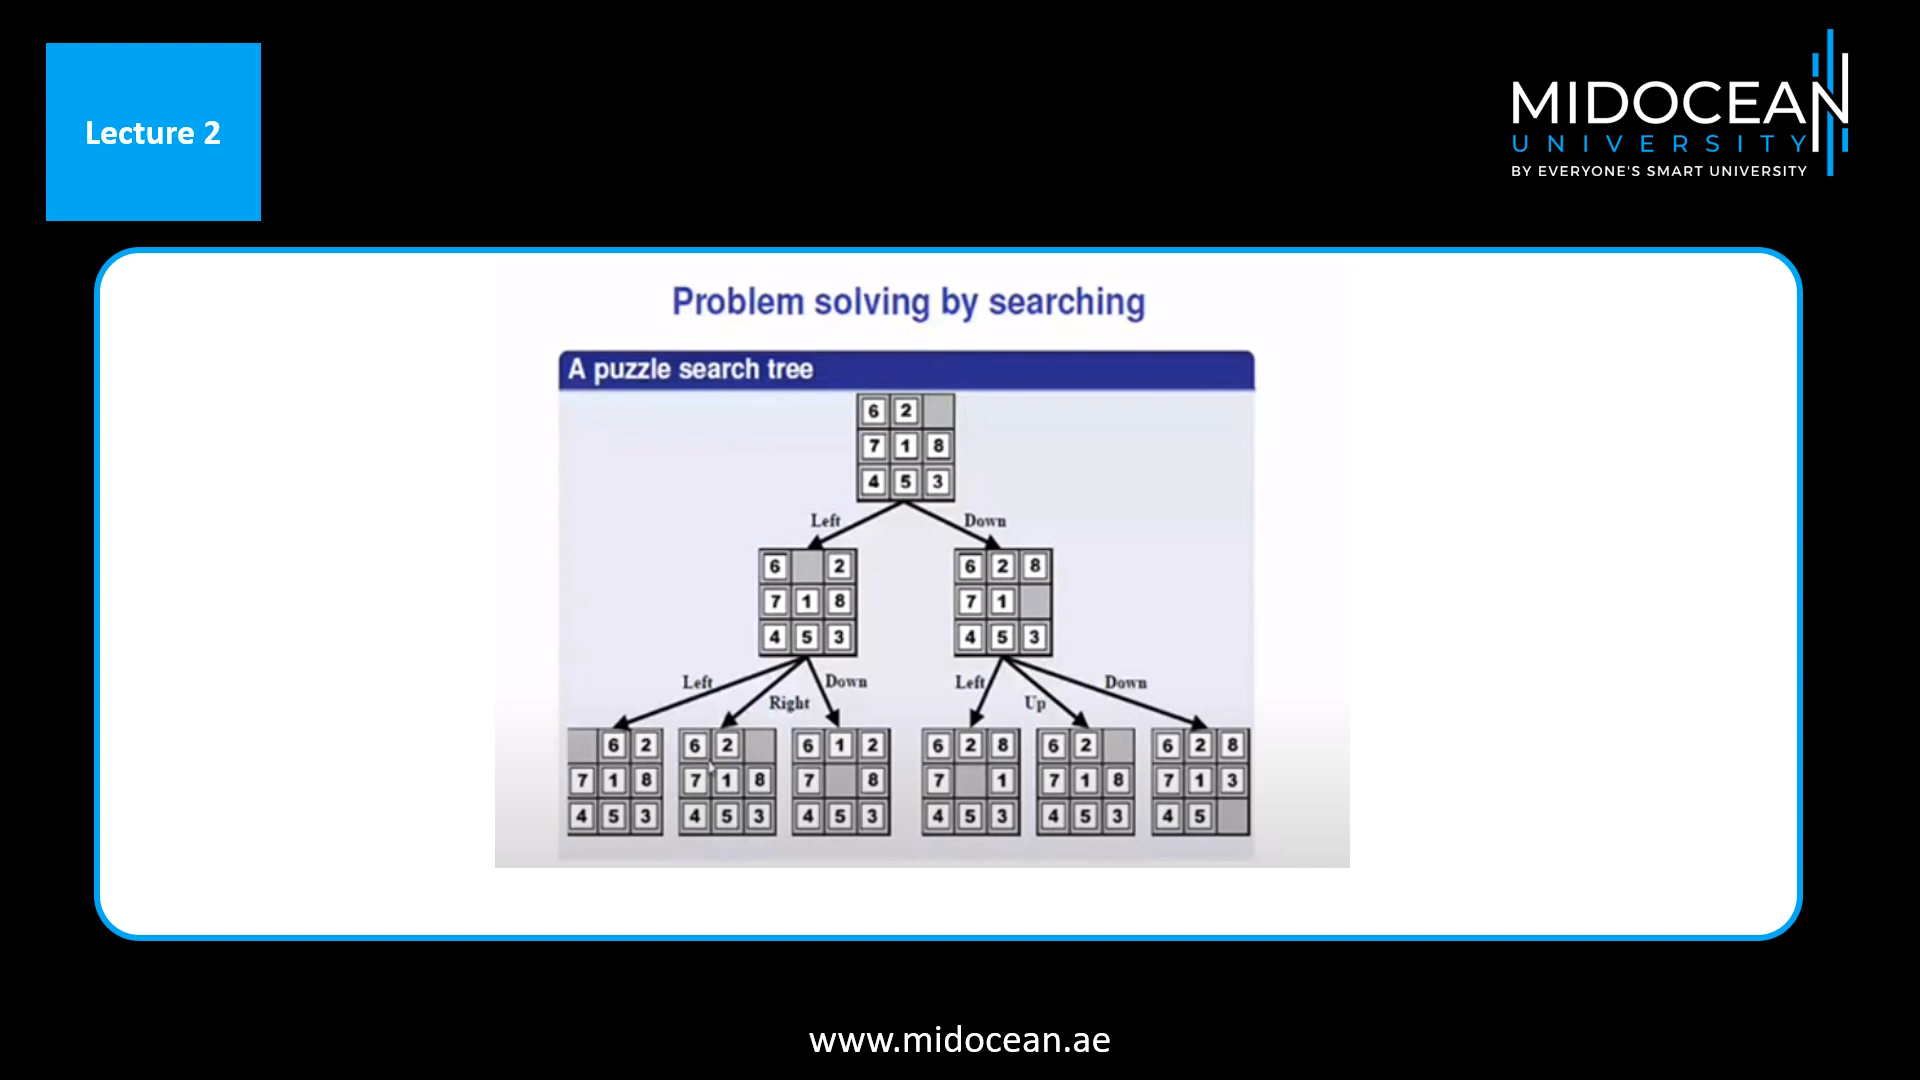 Lecture 2
MIDOCEAN
UNIVERSITY
BY EVERYONE'S SMART UNIVERSITY
Problem solving by searching
A puzzle search tree
6 2
7 1 8
4 5 3
Left Down
6 2
7 1 8
4 5 3
6 2 8
7 1
4 5 3
Left Right Down
Left Up Down
6 2
7 1 8
4 5 3
6 2
7 1 8
4 5 3
6 1 2
7 8
4 5 3
6 2 8
7 1
4 5 3
6 2
7 1 8
4 5 3
6 2 8
7 1 3
4 5
www.midocean.ae